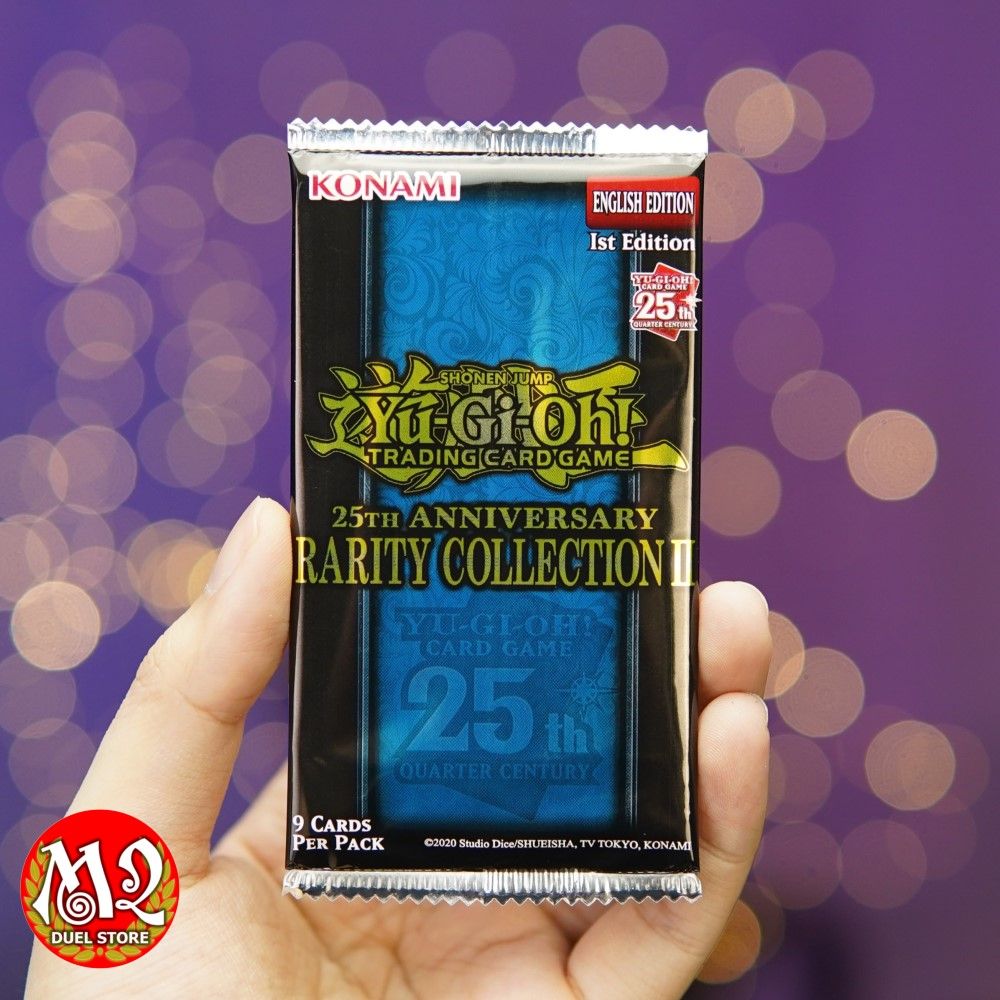 KONAMI
ENGLISH EDITION
1st Edition
YU-GI-OH!
CARD GAME
25th
QUARTER CENTURY
SHONEN JUMP
Yu-Gi-Oh!
TRADING CARD GAME
25TH ANNIVERSARY
RARITY COLLECTION II
YU-GI-OH!
CARD GAME
25th
QUARTER CENTURY
9 CARDS
PER PACK
©2020 Studio Dice/SHUEISHA, TV TOKYO, KONAMI
MQ
DUEL STORE